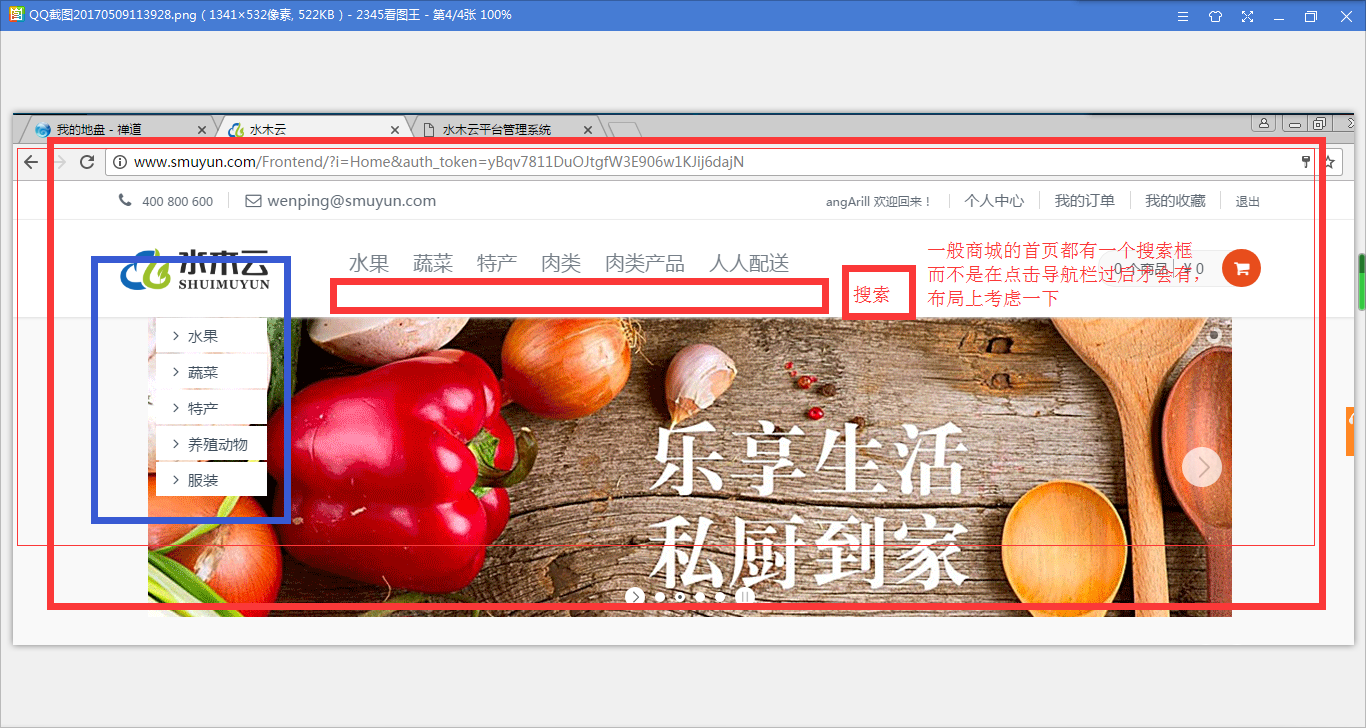 QQ截图20170509113928.png ( 1341×532像素, 522KB ) - 2345看图王 - 第4/4张 100%
我的地盘 - 禅道
水木云
水木云平台管理系统
www.smuyun.com/Frontend/?i=Home&auth_token=yBqv7811DuOJtgfW3E906w1KJij6dajN
400 800 600
wenping@smuyun.com
angArill 欢迎回来！
个人中心
我的订单
我的收藏
退出
水木云
SHUIMUYUN
水果 蔬菜 特产 肉类 肉类产品 人人配送
搜索
一般商城的首页都有一个搜索框
而不是在点击导航栏过后才会有，
布局上考虑一下
0 个商品 ¥ 0
水果
蔬菜
特产
养殖动物
服装
乐享生活
私厨到家